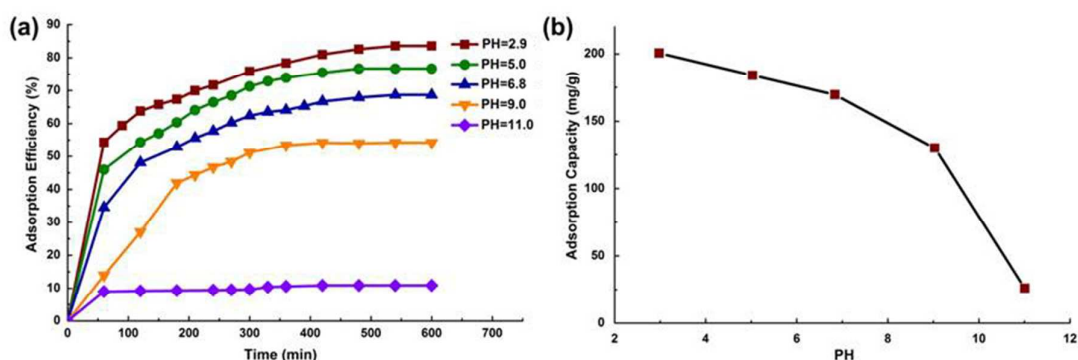 (a)
90
80
70
60
50
40
30
20
10
0
Adsorption Efficiency (%)
0 100 200 300 400 500 600 700
Time (min)
PH=2.9
PH=5.0
PH=6.8
PH=9.0
PH=11.0
(b)
200
150
100
50
0
Adsorption Capacity (mg/g)
2 4 6 8 10 12
PH